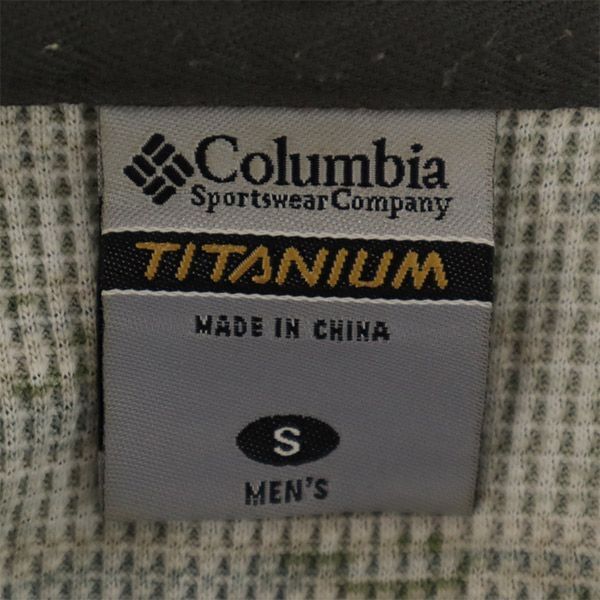 Columbia
Sportswear Company
TITANIUM
MADE IN CHINA
S
MEN'S